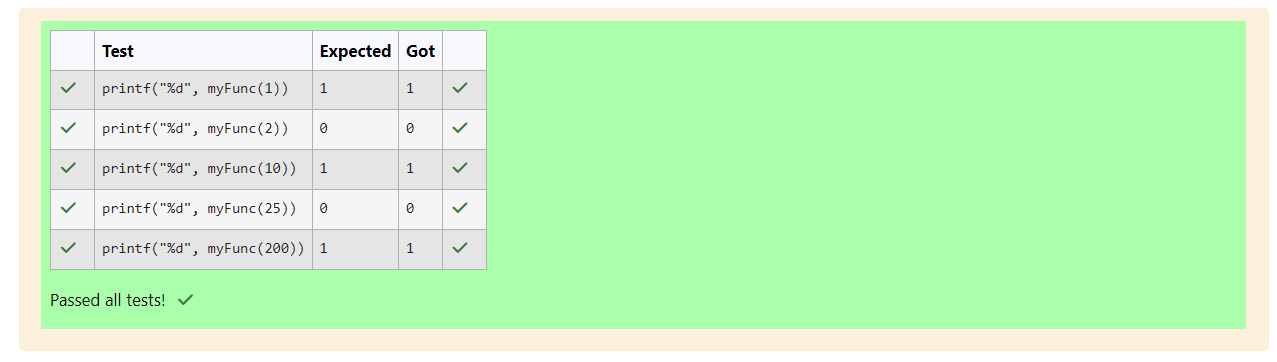 Test Expected Got
printf("%d", myFunc(1)) 1 1
printf("%d", myFunc(2)) 0 0
printf("%d", myFunc(10)) 1 1
printf("%d", myFunc(25)) 0 0
printf("%d", myFunc(200)) 1 1
Passed all tests!